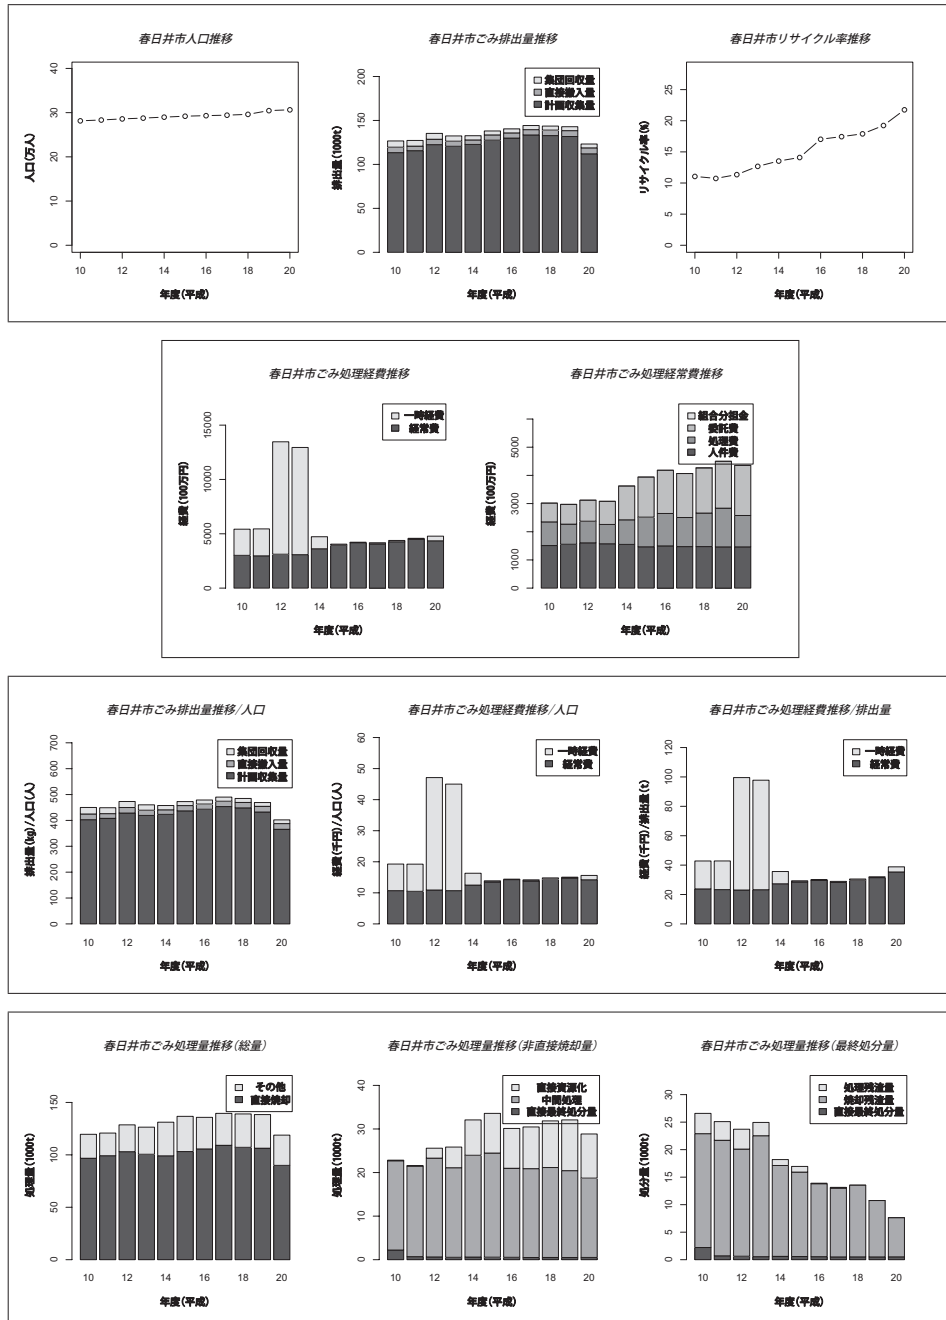 春日井市人口推移
人口(万人)
0 10 20 30 40
10 12 14 16 18 20
年度(平成)
春日井市ごみ排出量推移
集団回収量
直接搬入量
計画収集量
排出量(1000t)
0 50 100 150 200
10 12 14 16 18 20
年度(平成)
春日井市リサイクル率推移
リサイクル率(%)
0 5 10 15 20 25
10 12 14 16 18 20
年度(平成)
春日井市ごみ処理経費推移
一時経費
経常費
経費(100万円)
0 5000 10000 15000
10 12 14 16 18 20
年度(平成)
春日井市ごみ処理経常費推移
組合分担金
委託費
処理費
人件費
経費(100万円)
0 1000 3000 5000
10 12 14 16 18 20
年度(平成)
春日井市ごみ排出量推移/人口
集団回収量
直接搬入量
計画収集量
排出量(kg)/人口(人)
0 100 200 300 400 500 600 700
10 12 14 16 18 20
年度(平成)
春日井市ごみ処理経費推移/人口
一時経費
経常費
経費(千円)/人口(人)
0 10 20 30 40 50 60
10 12 14 16 18 20
年度(平成)
春日井市ごみ処理経費推移/排出量
一時経費
経常費
経費(千円)/排出量(t)
0 20 40 60 80 100 120
10 12 14 16 18 20
年度(平成)
春日井市ごみ処理量推移(総量)
その他
直接焼却
処理量(1000t)
0 50 100 150
10 12 14 16 18 20
年度(平成)
春日井市ごみ処理量推移(非直接焼却量)
直接資源化
中間処理
直接最終処分量
処理量(1000t)
0 10 20 30 40
10 12 14 16 18 20
年度(平成)
春日井市ごみ処理量推移(最終処分量)
処理残渣量
焼却残渣量
直接最終処分量
処分量(1000t)
0 5 10 15 20 25 30
10 12 14 16 18 20
年度(平成)